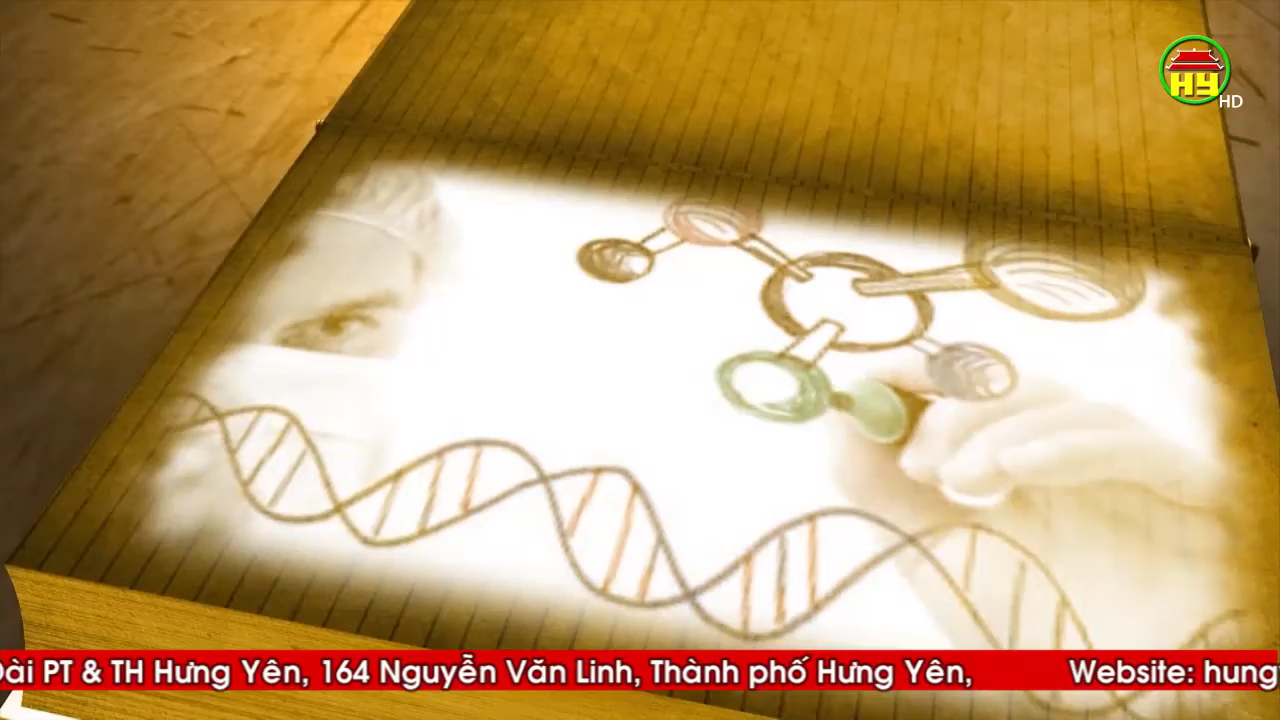 HY
HD
Đài PT & TH Hưng Yên, 164 Nguyễn Văn Linh, Thành phố Hưng Yên, Website: hung